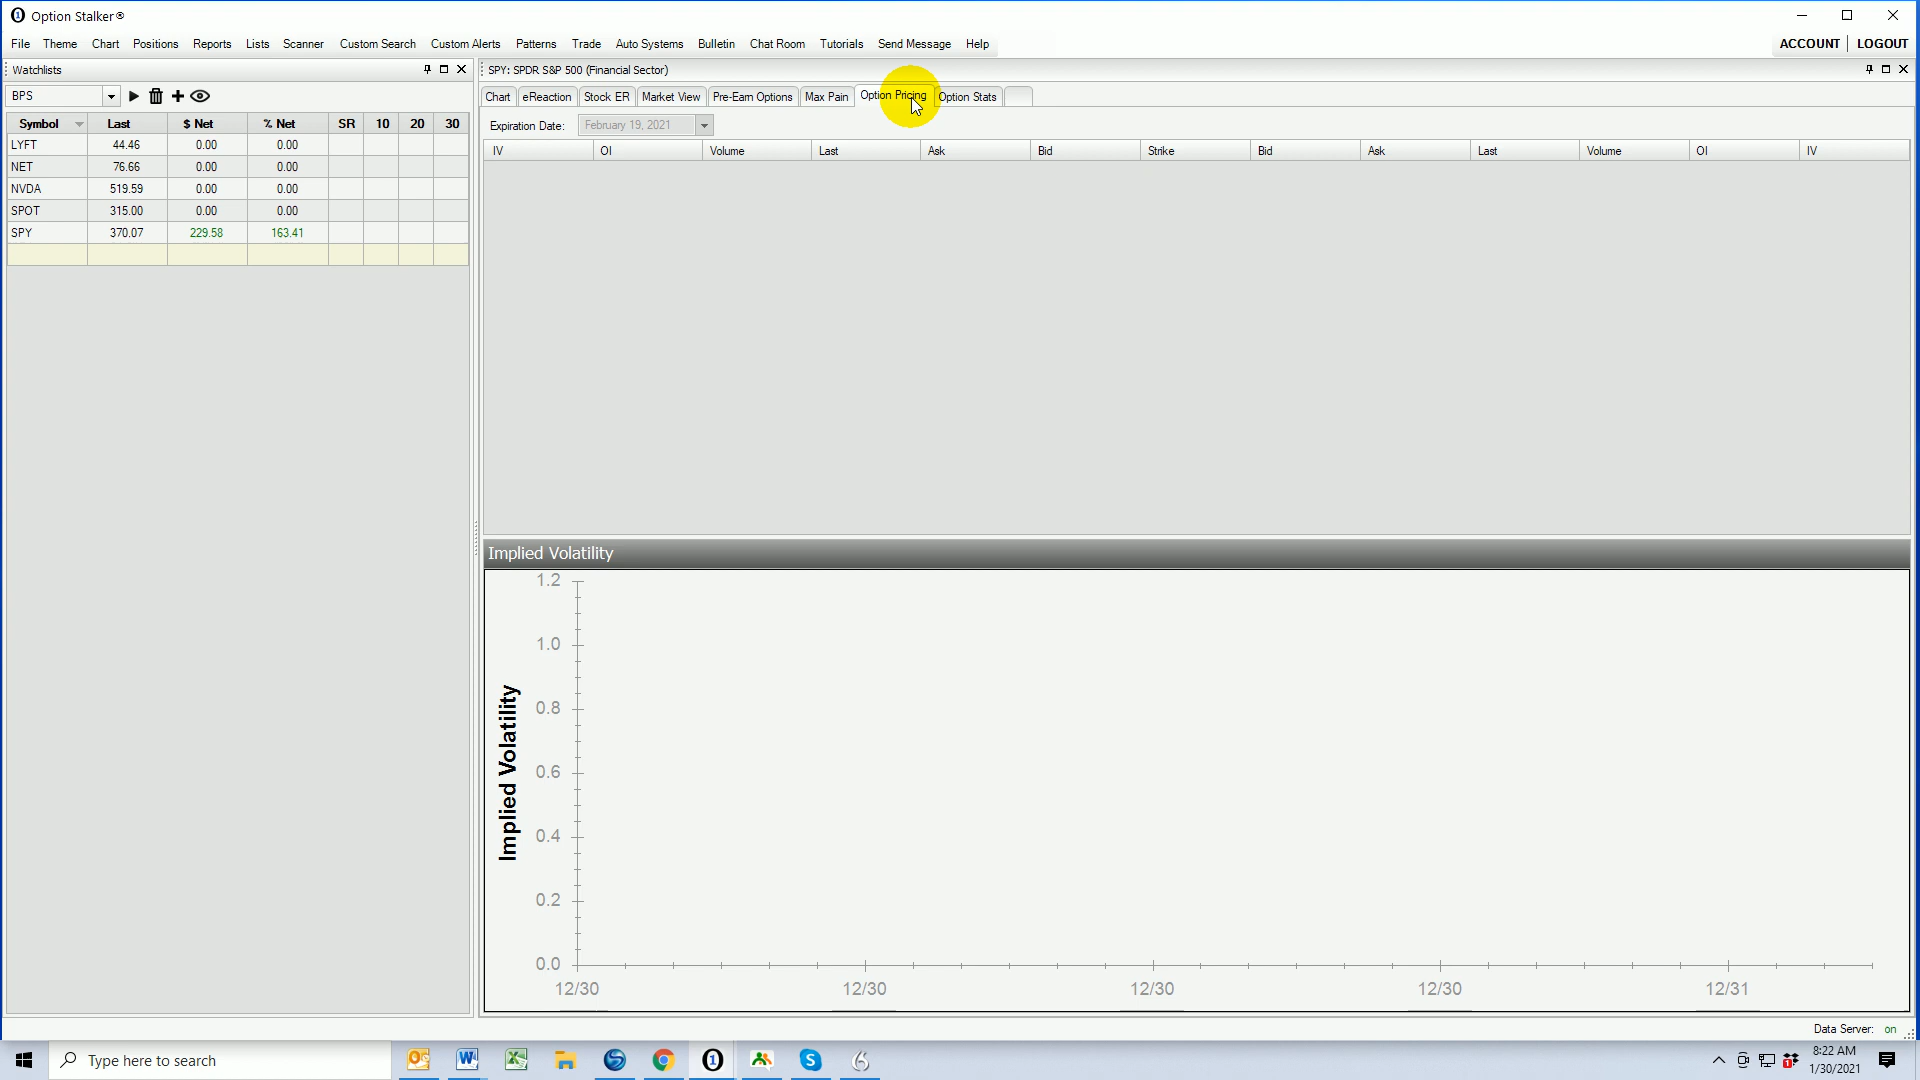 Option Stalker®
File Theme Chart Positions Reports Lists Scanner Custom Search Custom Alerts Patterns Trade Auto Systems Bulletin Chat Room Tutorials Send Message Help ACCOUNT LOGOUT
Watchlists
BPS
Symbol Last $ Net % Net SR 10 20 30
LYFT 44.46 0.00 0.00
NET 76.66 0.00 0.00
NVDA 519.59 0.00 0.00
SPOT 315.00 0.00 0.00
SPY 370.07 229.58 163.41
SPY: SPDR S&P 500 (Financial Sector)
Chart eReaction Stock ER Market View Pre-Earn Options Max Pain Option Pricing Option Stats
Expiration Date: February 19, 2021
IV OI Volume Last Ask Bid Strike Bid Ask Last Volume OI IV
Implied Volatility
Implied Volatility
1.2
1.0
0.8
0.6
0.4
0.2
0.0
12/30 12/30 12/30 12/30 12/31
Data Server: on
Type here to search
8:22 AM
1/30/2021